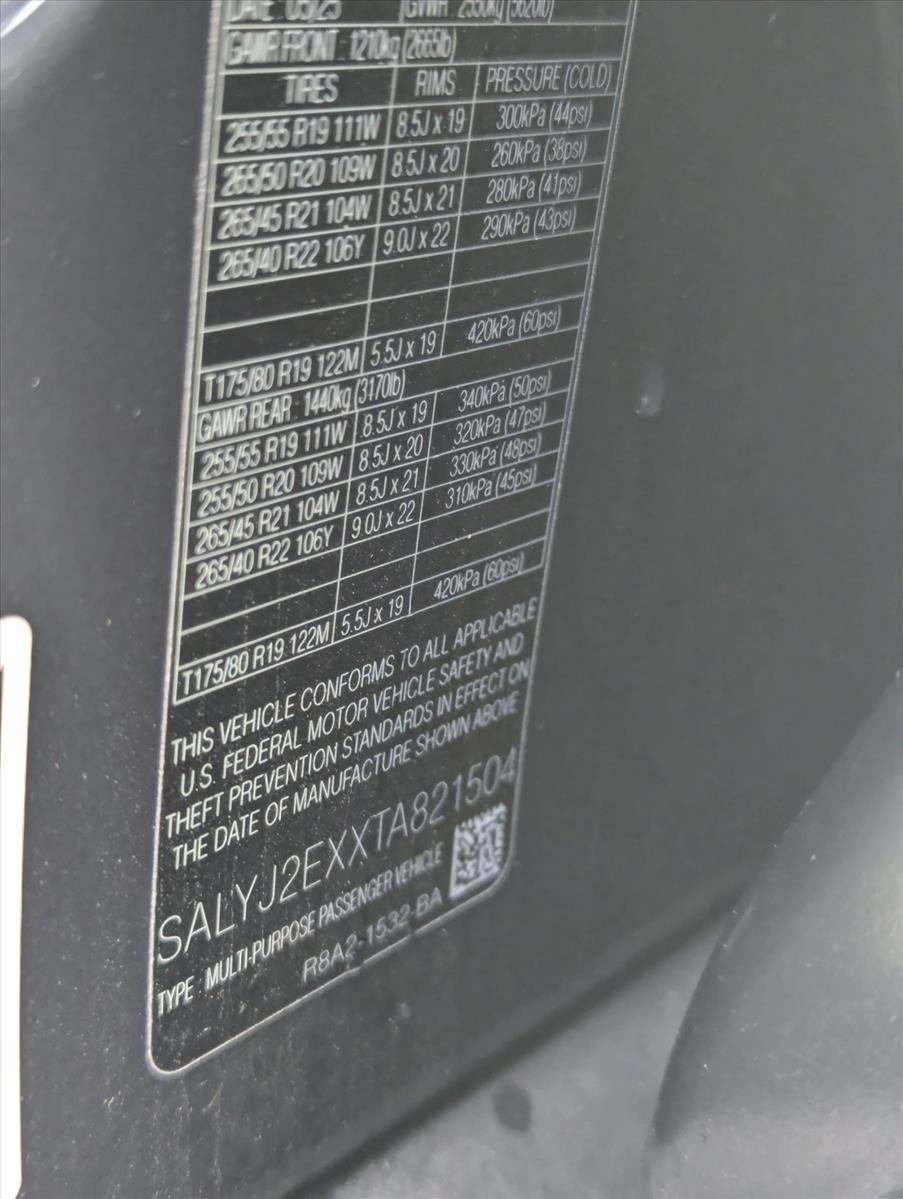 DATE: 05/25 GVWR: 2550kg (5620lb)
GAWR FRONT : 1210kg (2665lb)
TIRES RIMS PRESSURE (COLD)
255/55 R19 111W 8.5J x 19 300kPa (44psi)
255/50 R20 109W 8.5J x 20 260kPa (38psi)
265/45 R21 104W 8.5J x 21 280kPa (41psi)
265/40 R22 106Y 9.0J x 22 290kPa (43psi)
T175/80 R19 122M 5.5J x 19 420kPa (60psi)
GAWR REAR : 1440kg (3170lb)
255/55 R19 111W 8.5J x 19 340kPa (50psi)
255/50 R20 109W 8.5J x 20 320kPa (47psi)
265/45 R21 104W 8.5J x 21 330kPa (48psi)
265/40 R22 106Y 9.0J x 22 310kPa (45psi)
T175/80 R19 122M 5.5J x 19 420kPa (60psi)
THIS VEHICLE CONFORMS TO ALL APPLICABLE
U.S. FEDERAL MOTOR VEHICLE SAFETY AND
THEFT PREVENTION STANDARDS IN EFFECT ON
THE DATE OF MANUFACTURE SHOWN ABOVE
SALYJ2EXXTA821504
TYPE : MULTI-PURPOSE PASSENGER VEHICLE
R8A2-1532-BA